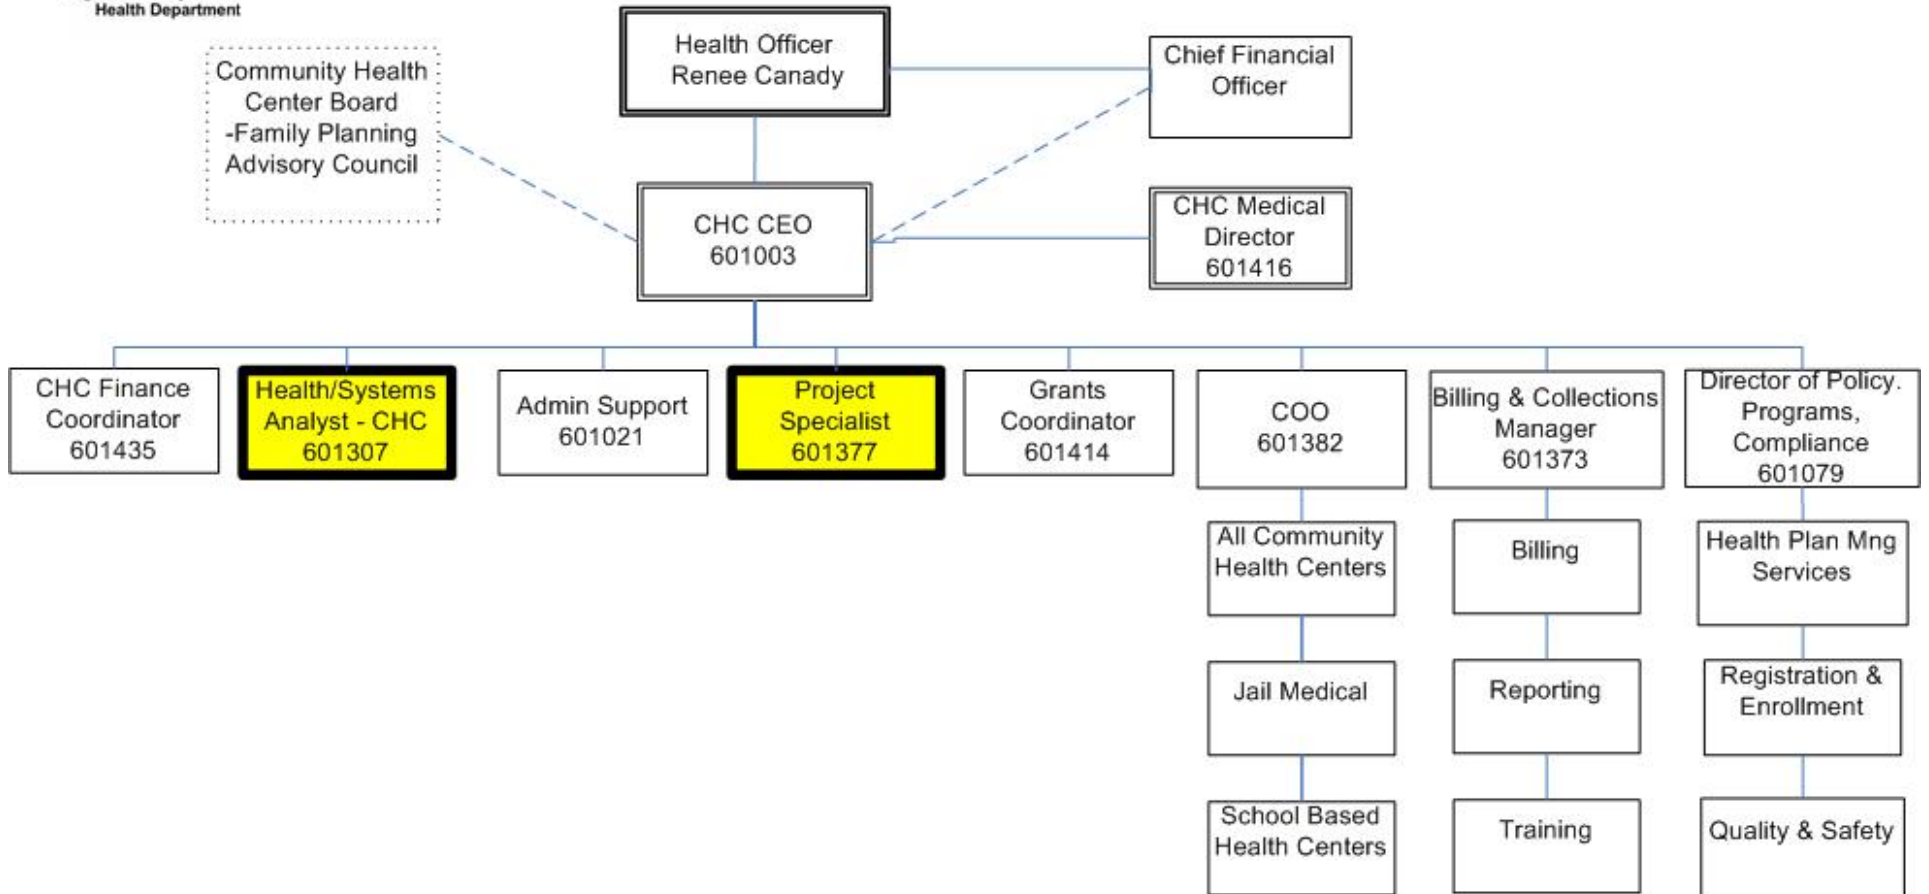 Health Department
Health Officer
Renee Canady
Chief Financial
Officer
Community Health
Center Board
-Family Planning
Advisory Council
CHC CEO
601003
CHC Medical
Director
601416
CHC Finance
Coordinator
601435
Health/Systems
Analyst - CHC
601307
Admin Support
601021
Project
Specialist
601377
Grants
Coordinator
601414
COO
601382
Billing & Collections
Manager
601373
Director of Policy.
Programs,
Compliance
601079
All Community
Health Centers
Billing
Health Plan Mng
Services
Jail Medical
Reporting
Registration &
Enrollment
School Based
Health Centers
Training
Quality & Safety